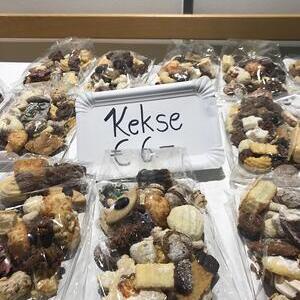 Kekse
€ 6,-